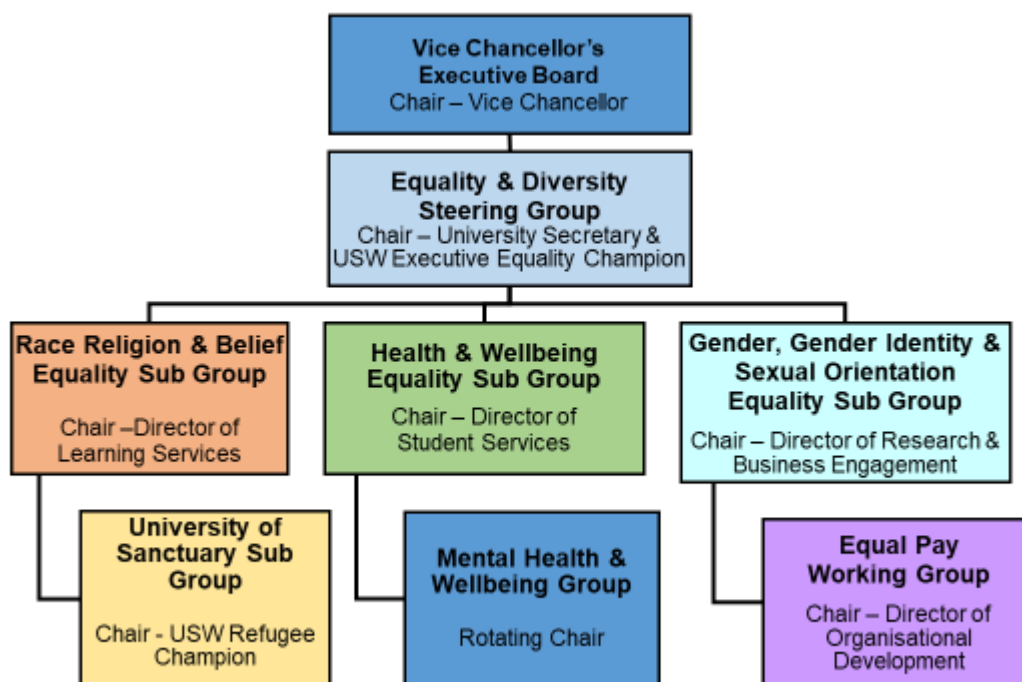 Vice Chancellor's
Executive Board
Chair – Vice Chancellor
Equality & Diversity
Steering Group
Chair – University Secretary &
USW Executive Equality Champion
Race Religion & Belief
Equality Sub Group
Chair –Director of
Learning Services
Health & Wellbeing
Equality Sub Group
Chair – Director of
Student Services
Gender, Gender Identity &
Sexual Orientation
Equality Sub Group
Chair – Director of Research &
Business Engagement
University of
Sanctuary Sub
Group
Chair - USW Refugee
Champion
Mental Health &
Wellbeing Group
Rotating Chair
Equal Pay
Working Group
Chair – Director of
Organisational
Development